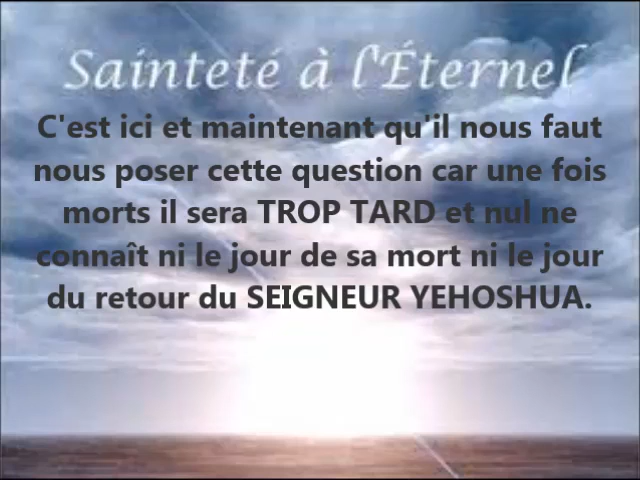 Sainteté à l'Éternel
C'est ici et maintenant qu'il nous faut
nous poser cette question car une fois
morts il sera TROP TARD et nul ne
connaît ni le jour de sa mort ni le jour
du retour du SEIGNEUR YEHOSHUA.